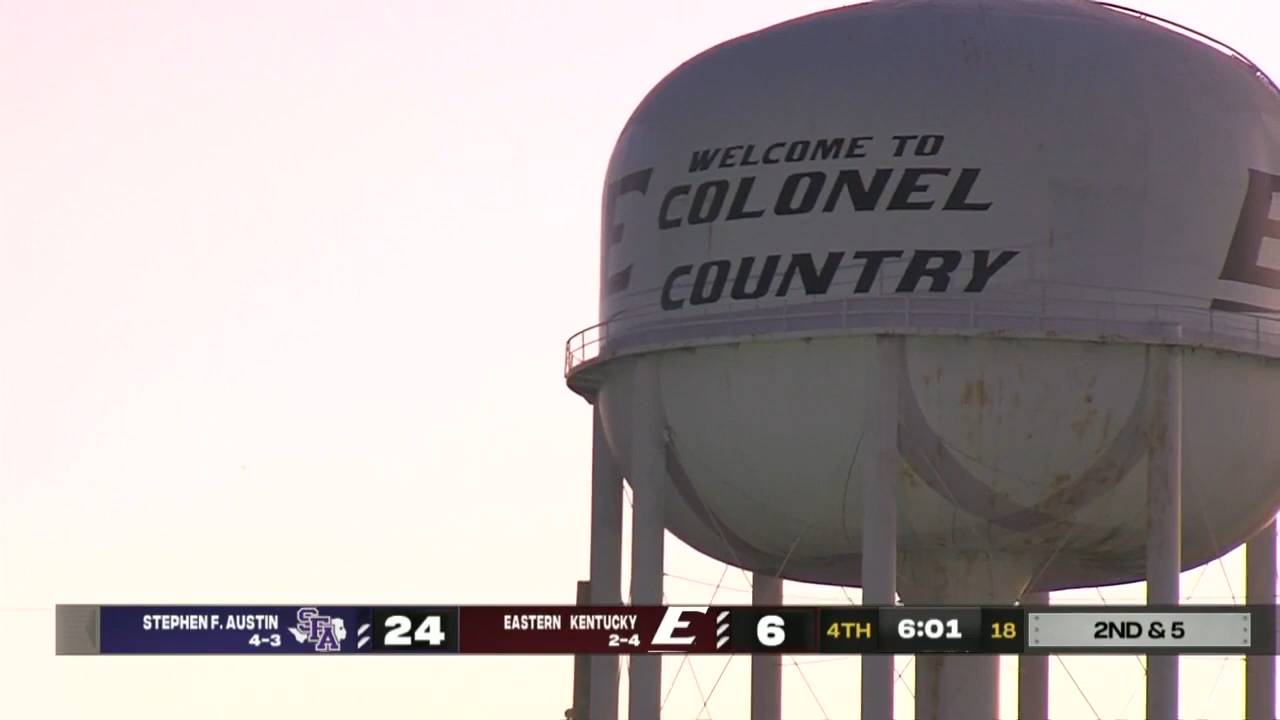 WELCOME TO
COLONEL
COUNTRY
E
E
STEPHEN F. AUSTIN
4-3
SFA
24
EASTERN KENTUCKY
2-4
E
6
4TH
6:01
18
2ND & 5